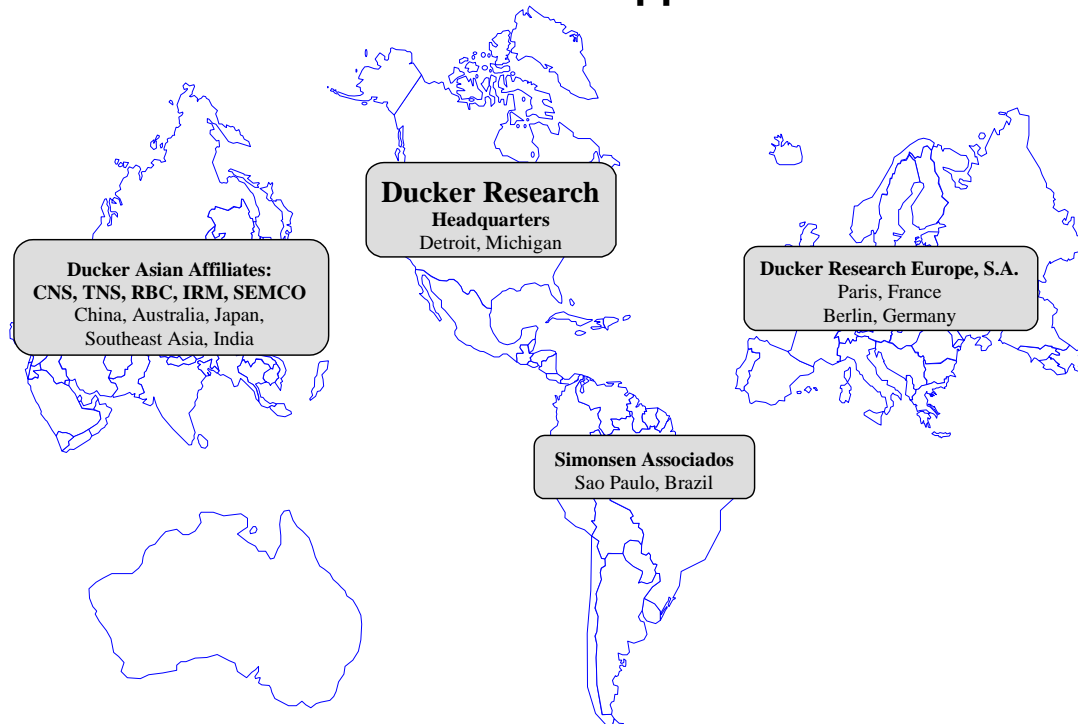 Ducker Research
Headquarters
Detroit, Michigan
Ducker Asian Affiliates:
CNS, TNS, RBC, IRM, SEMCO
China, Australia, Japan,
Southeast Asia, India
Ducker Research Europe, S.A.
Paris, France
Berlin, Germany
Simonsen Associados
Sao Paulo, Brazil